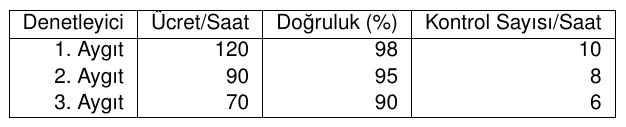 Denetleyici Ücret/Saat Doğruluk (%) Kontrol Sayısı/Saat
1. Aygıt 120 98 10
2. Aygıt 90 95 8
3. Aygıt 70 90 6